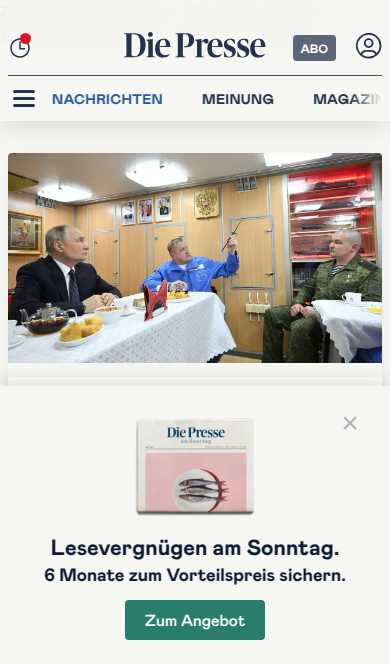 Die Presse
ABO
NACHRICHTEN MEINUNG MAGAZIN
Die Presse
am Sonntag
Lesevergnügen am Sonntag.
6 Monate zum Vorteilspreis sichern.
Zum Angebot